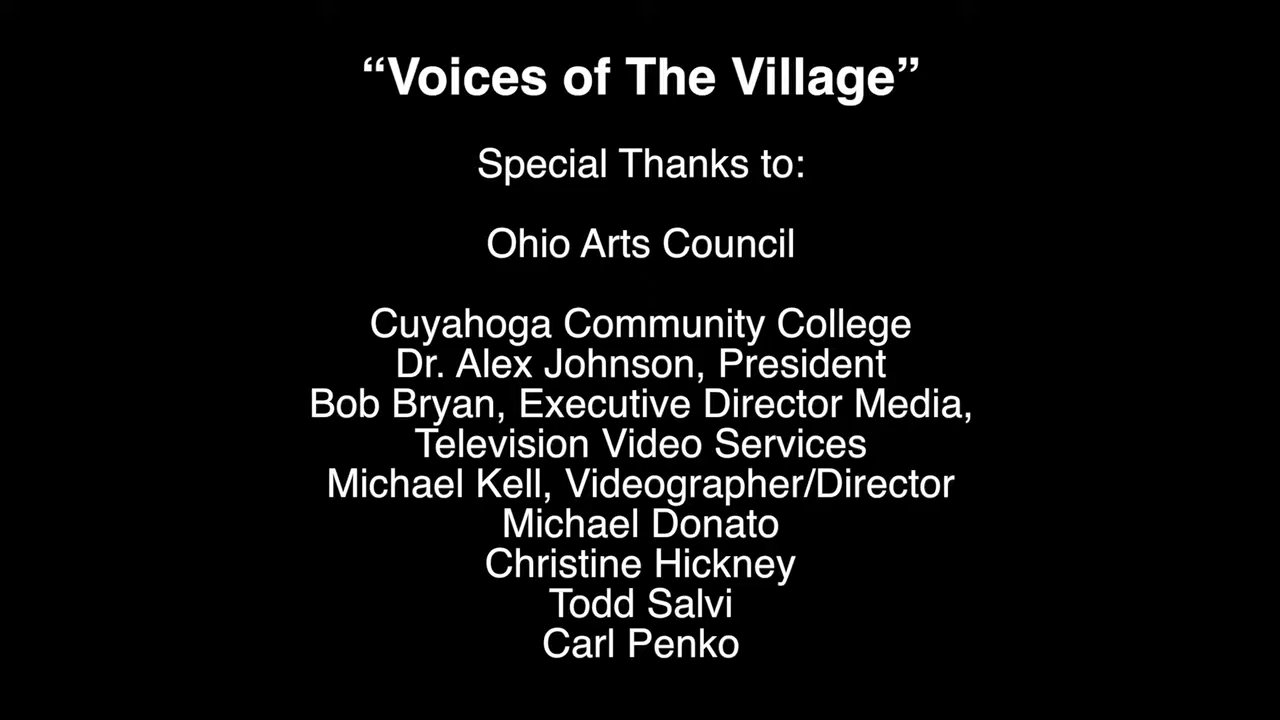 “Voices of The Village”
Special Thanks to:
Ohio Arts Council
Cuyahoga Community College
Dr. Alex Johnson, President
Bob Bryan, Executive Director Media,
Television Video Services
Michael Kell, Videographer/Director
Michael Donato
Christine Hickney
Todd Salvi
Carl Penko